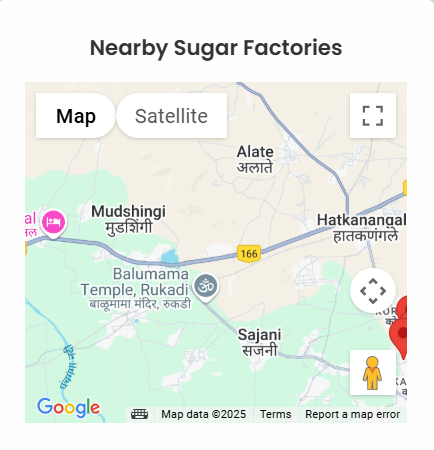 Nearby Sugar Factories
Map
Satellite
Alate
अलाते
Mudshingi
मुडशिंगी
Hatkanangal
हातकणंगले
166
Balumama
Temple, Rukadi
बाळूमामा मंदिर, रुकडी
Sajani
सजनी
Google
Map data ©2025
Terms
Report a map error